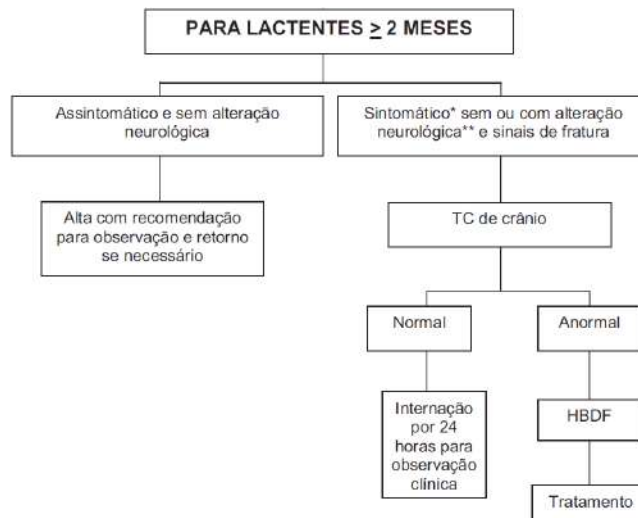 PARA LACTENTES ≥ 2 MESES
Assintomático e sem alteração
neurológica
Sintomático* sem ou com alteração
neurológica** e sinais de fratura
Alta com recomendação
para observação e retorno
se necessário
TC de crânio
Normal
Anormal
Internação
por 24
horas para
observação
clínica
HBDF
Tratamento